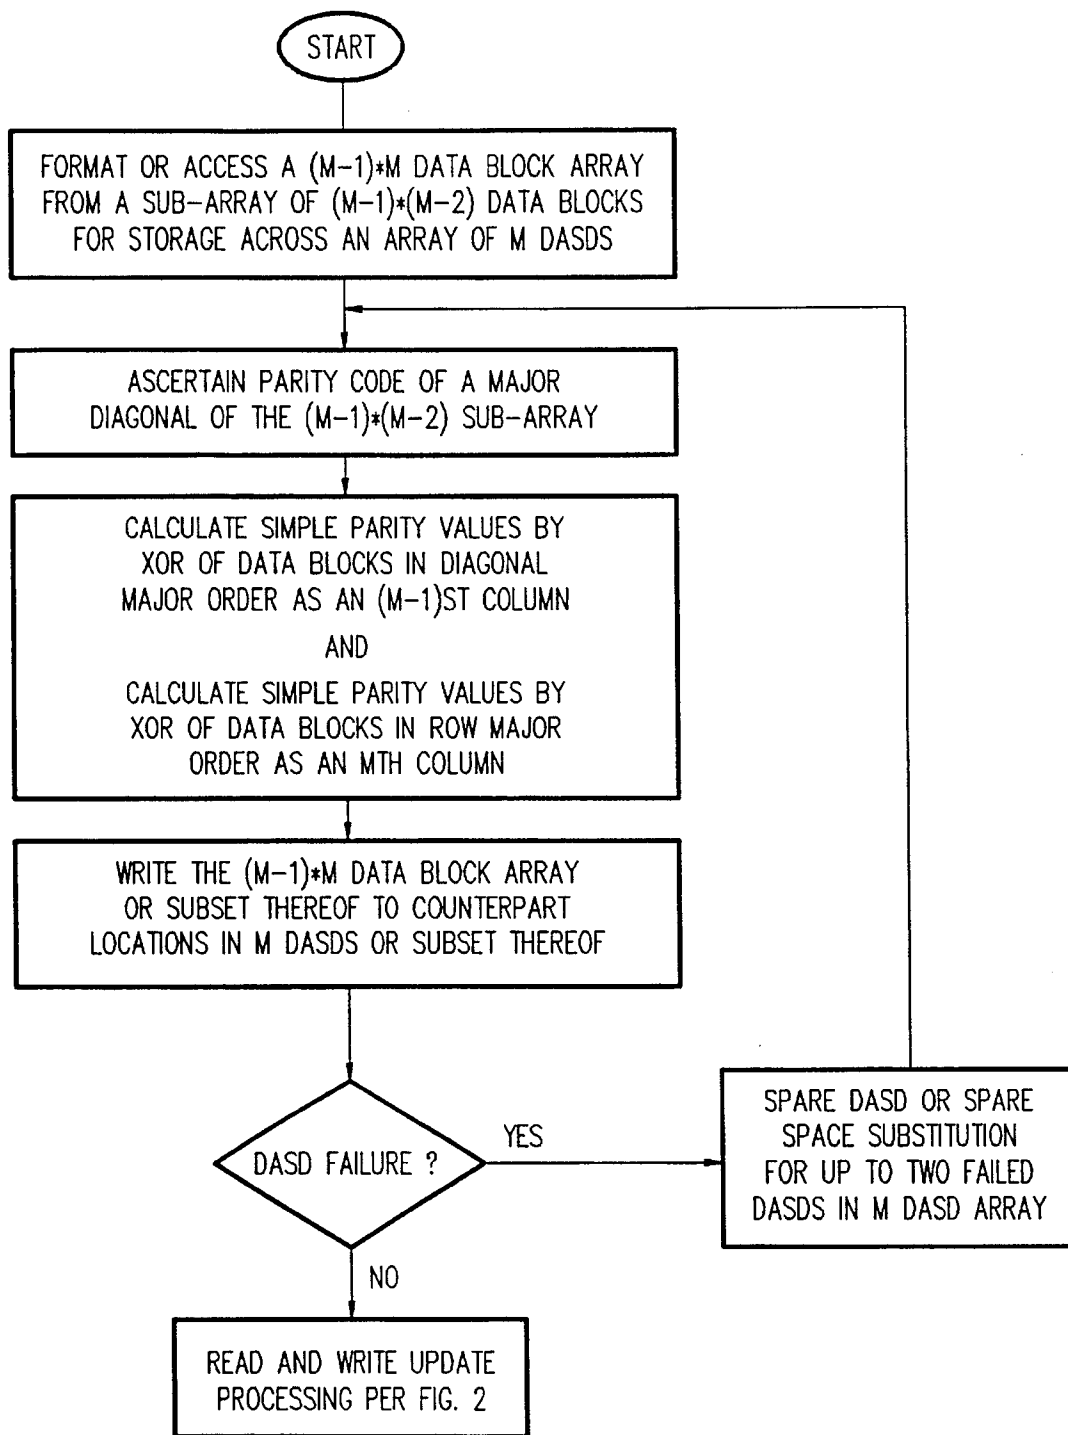 START
FORMAT OR ACCESS A (M-1)*M DATA BLOCK ARRAY
FROM A SUB-ARRAY OF (M-1)*(M-2) DATA BLOCKS
FOR STORAGE ACROSS AN ARRAY OF M DASDS
ASCERTAIN PARITY CODE OF A MAJOR
DIAGONAL OF THE (M-1)*(M-2) SUB-ARRAY
CALCULATE SIMPLE PARITY VALUES BY
XOR OF DATA BLOCKS IN DIAGONAL
MAJOR ORDER AS AN (M-1)ST COLUMN
AND
CALCULATE SIMPLE PARITY VALUES BY
XOR OF DATA BLOCKS IN ROW MAJOR
ORDER AS AN MTH COLUMN
WRITE THE (M-1)*M DATA BLOCK ARRAY
OR SUBSET THEREOF TO COUNTERPART
LOCATIONS IN M DASDS OR SUBSET THEREOF
DASD FAILURE ?
YES
SPARE DASD OR SPARE
SPACE SUBSTITUTION
FOR UP TO TWO FAILED
DASDS IN M DASD ARRAY
NO
READ AND WRITE UPDATE
PROCESSING PER FIG. 2